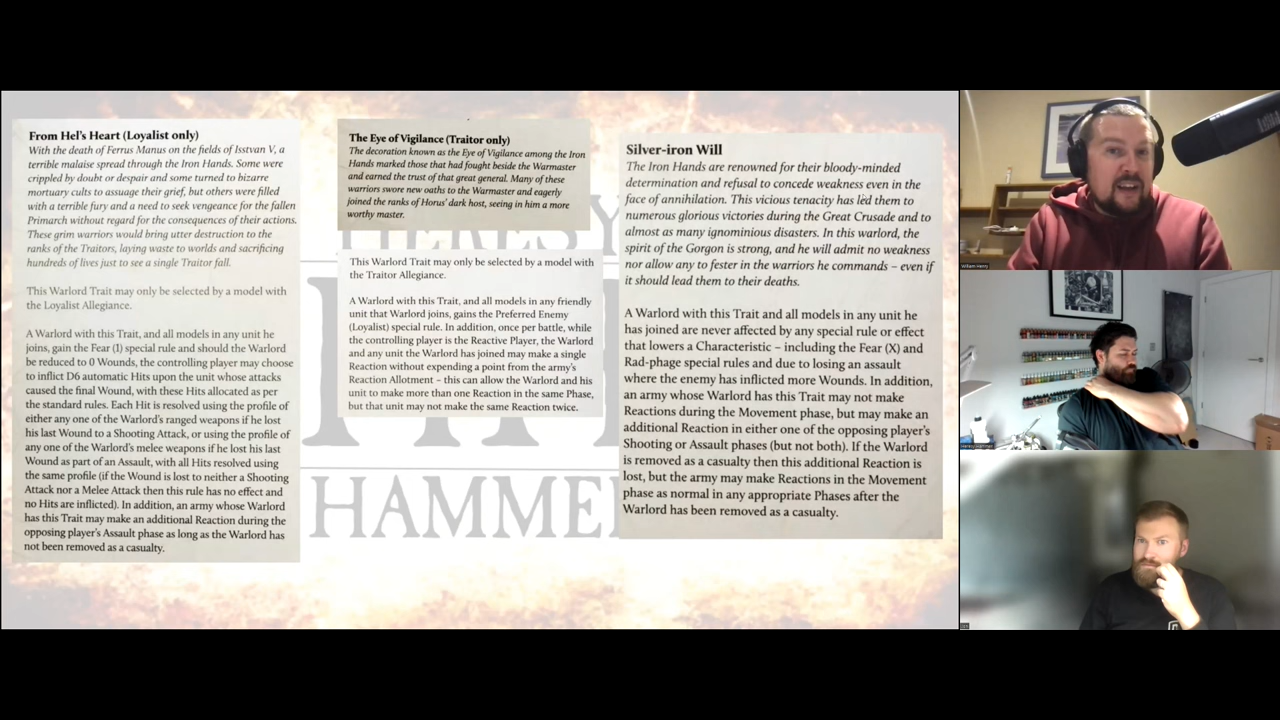 From Hel's Heart (Loyalist only)
With the death of Ferrus Manus on the fields of Isstvan V, a
terrible malaise spread through the Iron Hands. Some were
crippled by doubt or despair and some turned to bizarre
mortuary cults to assuage their grief, but others were filled
with a terrible fury and a need to seek vengeance for the fallen
Primarch without regard for the consequences of their actions.
These grim warriors would bring utter destruction to the
ranks of the Traitors, laying waste to worlds and sacrificing
hundreds of lives just to see a single Traitor fall.
This Warlord Trait may only be selected by a model with
the Loyalist Allegiance.
A Warlord with this Trait, and all models in any unit he
joins, gain the Fear (1) special rule and should the Warlord
be reduced to 0 Wounds, the controlling player may choose
to inflict D6 automatic Hits upon the unit whose attacks
caused the final Wound, with these Hits allocated as per
the standard rules. Each Hit is resolved using the profile of
either any one of the Warlord's ranged weapons if he lost
his last Wound to a Shooting Attack, or using the profile of
any one of the Warlord's melee weapons if he lost his last
Wound as part of an Assault, with all Hits resolved using
the same profile (if the Wound is lost to neither a Shooting
Attack nor a Melee Attack then this rule has no effect and
no Hits are inflicted). In addition, an army whose Warlord
has this Trait may make an additional Reaction during the
opposing player's Assault phase as long as the Warlord has
not been removed as a casualty.
The Eye of Vigilance (Traitor only)
The decoration known as the Eye of Vigilance among the Iron
Hands marked those that had fought beside the Warmaster
and earned the trust of that great general. Many of these
warriors swore new oaths to the Warmaster and eagerly
joined the ranks of Horus' dark host, seeing in him a more
worthy master.
This Warlord Trait may only be selected by a model with
the Traitor Allegiance.
A Warlord with this Trait, and all models in any friendly
unit that Warlord joins, gains the Preferred Enemy
(Loyalist) special rule. In addition, once per battle, while
the controlling player is the Reactive Player, the Warlord
and any unit the Warlord has joined may make a single
Reaction without expending a point from the army's
Reaction Allotment – this can allow the Warlord and his
unit to make more than one Reaction in the same Phase,
but that unit may not make the same Reaction twice.
Silver-iron Will
The Iron Hands are renowned for their bloody-minded
determination and refusal to concede weakness even in the
face of annihilation. This vicious tenacity has led them to
numerous glorious victories during the Great Crusade and to
almost as many ignominious disasters. In this warlord, the
spirit of the Gorgon is strong, and he will admit no weakness
nor allow any to fester in the warriors he commands – even if
it should lead them to their deaths.
A Warlord with this Trait and all models in any unit he
has joined are never affected by any special rule or effect
that lowers a Characteristic – including the Fear (X) and
Rad-phage special rules and due to losing an assault
where the enemy has inflicted more Wounds. In addition,
an army whose Warlord has this Trait may not make
Reactions during the Movement phase, but may make an
additional Reaction in either one of the opposing player's
Shooting or Assault phases (but not both). If the Warlord
is removed as a casualty then this additional Reaction is
lost, but the army may make Reactions in the Movement
phase as normal in any appropriate Phases after the
Warlord has been removed as a casualty.
HERESY
HAMMER
William Henry